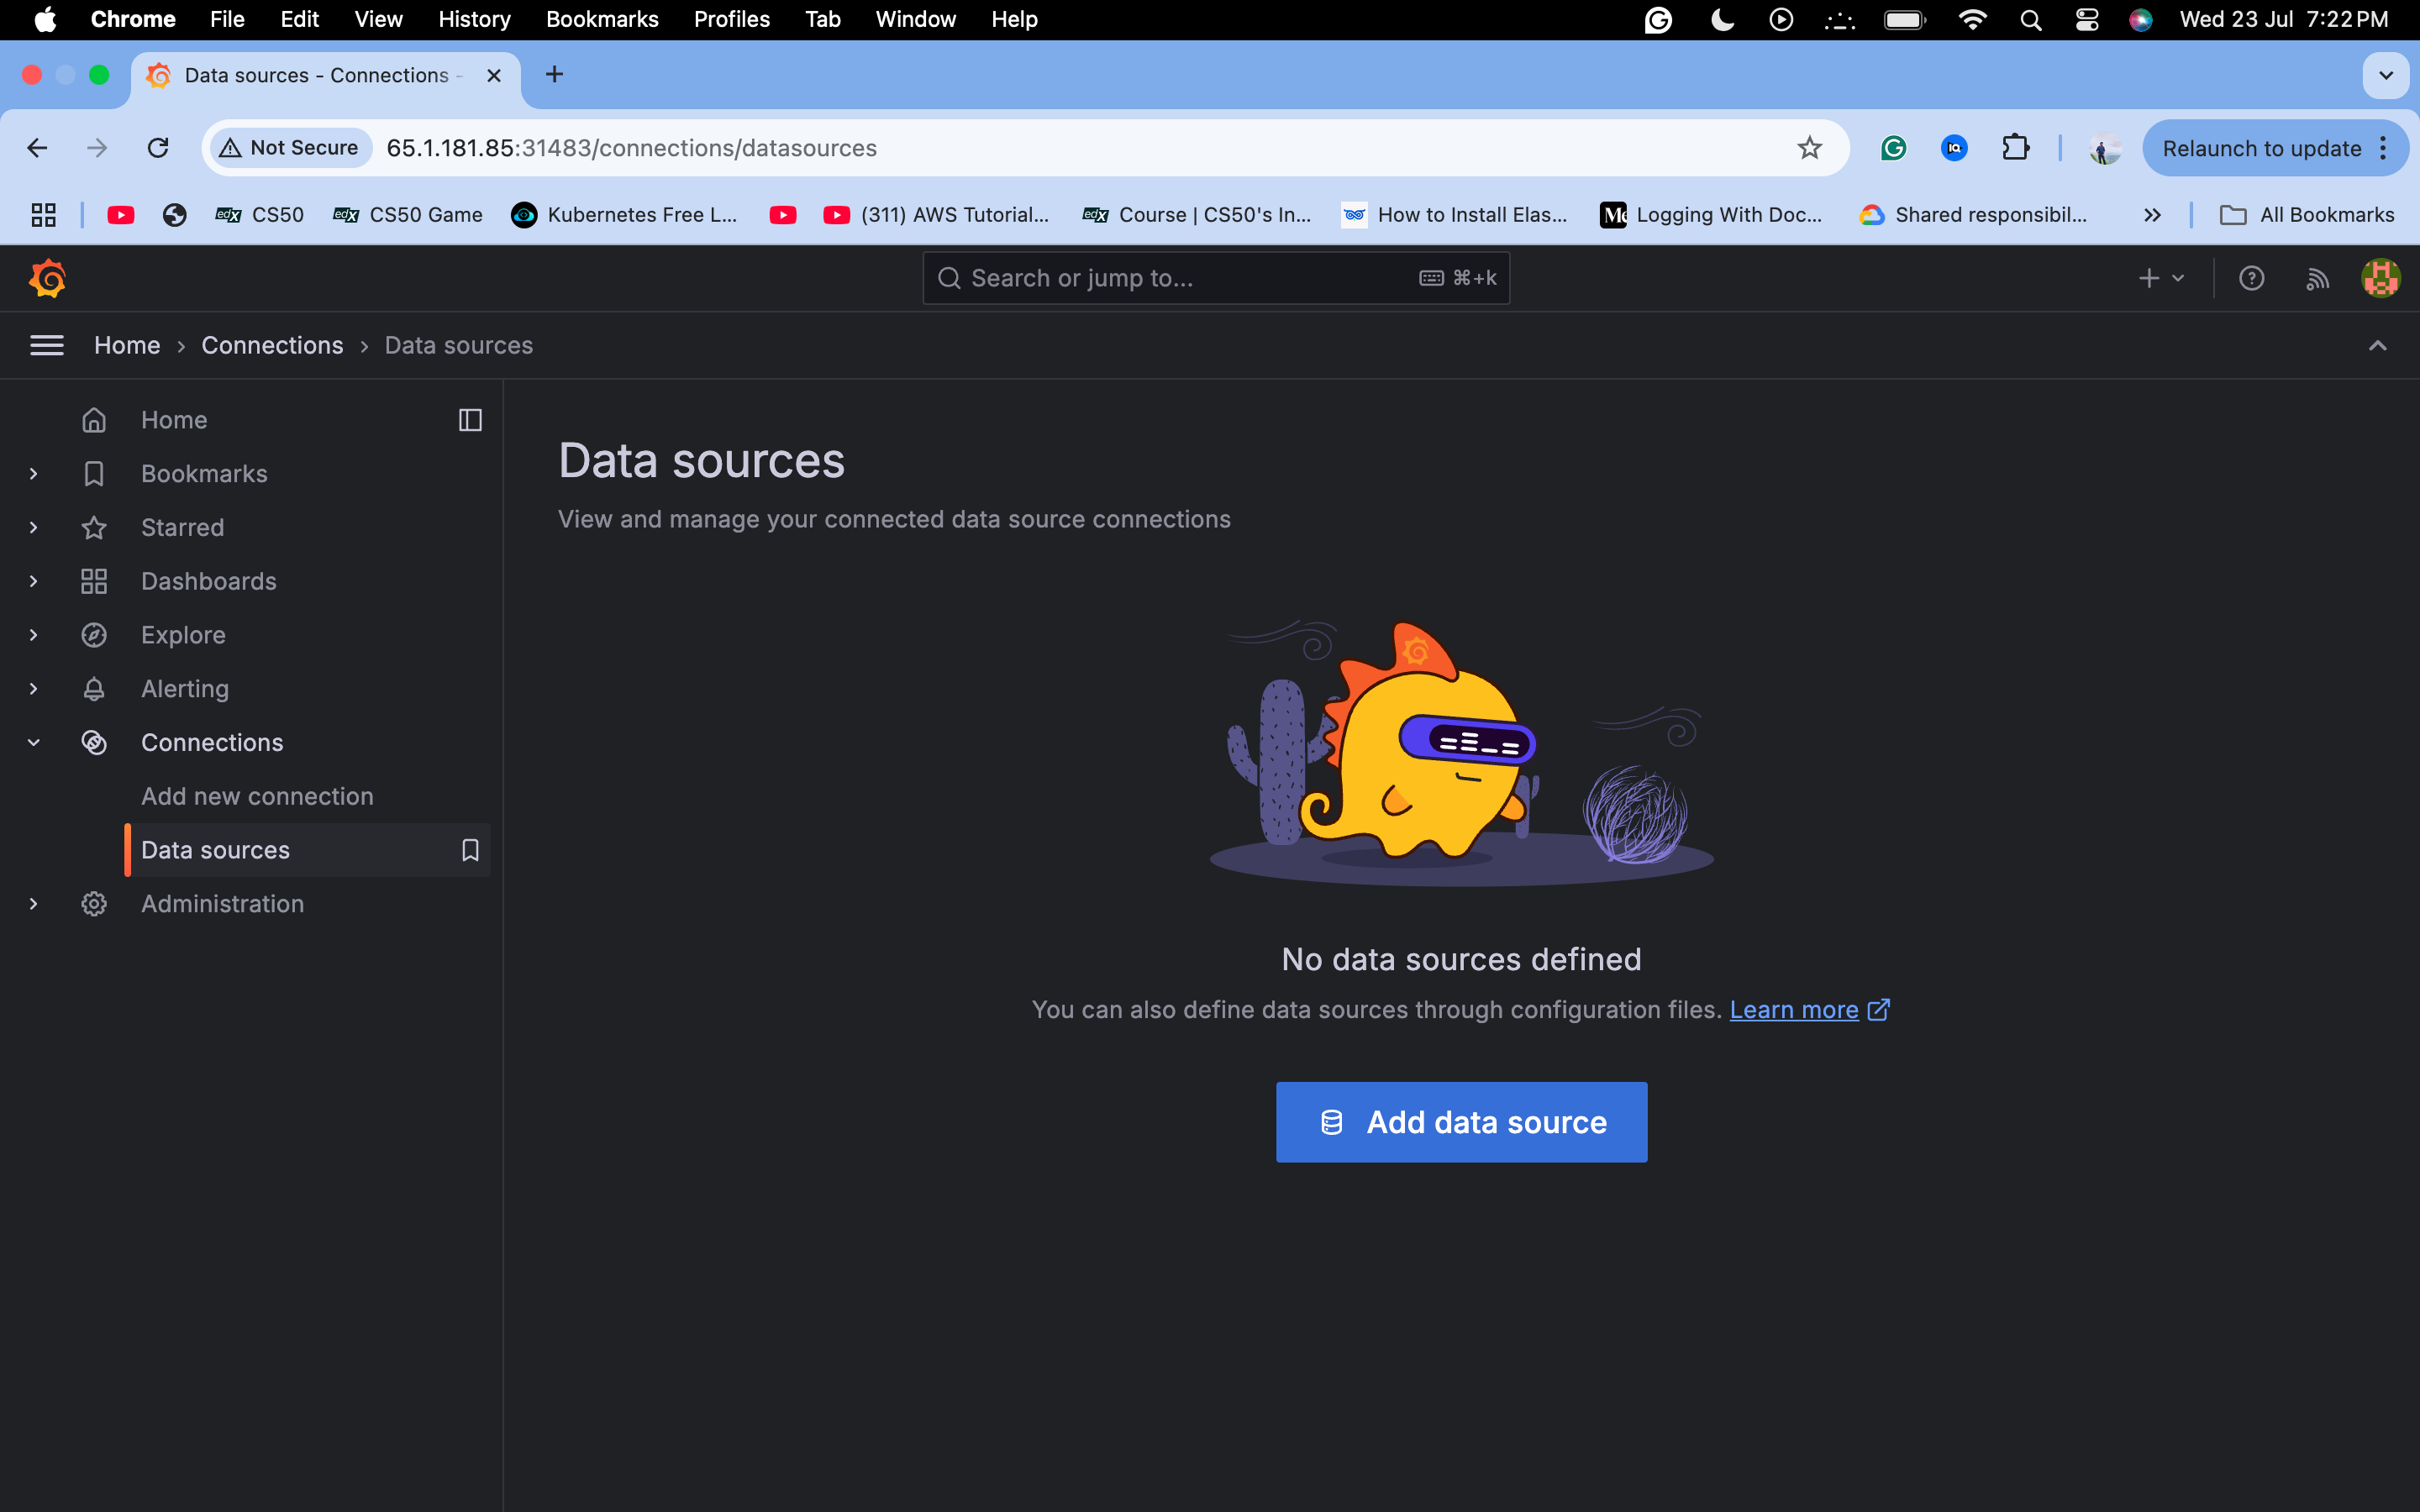 Chrome File Edit View History Bookmarks Profiles Tab Window Help Wed 23 Jul 7:22 PM
Data sources - Connections -
Not Secure 65.1.181.85:31483/connections/datasources Relaunch to update
CS50 CS50 Game Kubernetes Free L... (311) AWS Tutorial... Course | CS50's In... How to Install Elas... Logging With Doc... Shared responsibil... All Bookmarks
Search or jump to... ⌘+k
Home › Connections › Data sources
Home
Bookmarks
Starred
Dashboards
Explore
Alerting
Connections
Add new connection
Data sources
Administration
Data sources
View and manage your connected data source connections
No data sources defined
You can also define data sources through configuration files. Learn more
Add data source